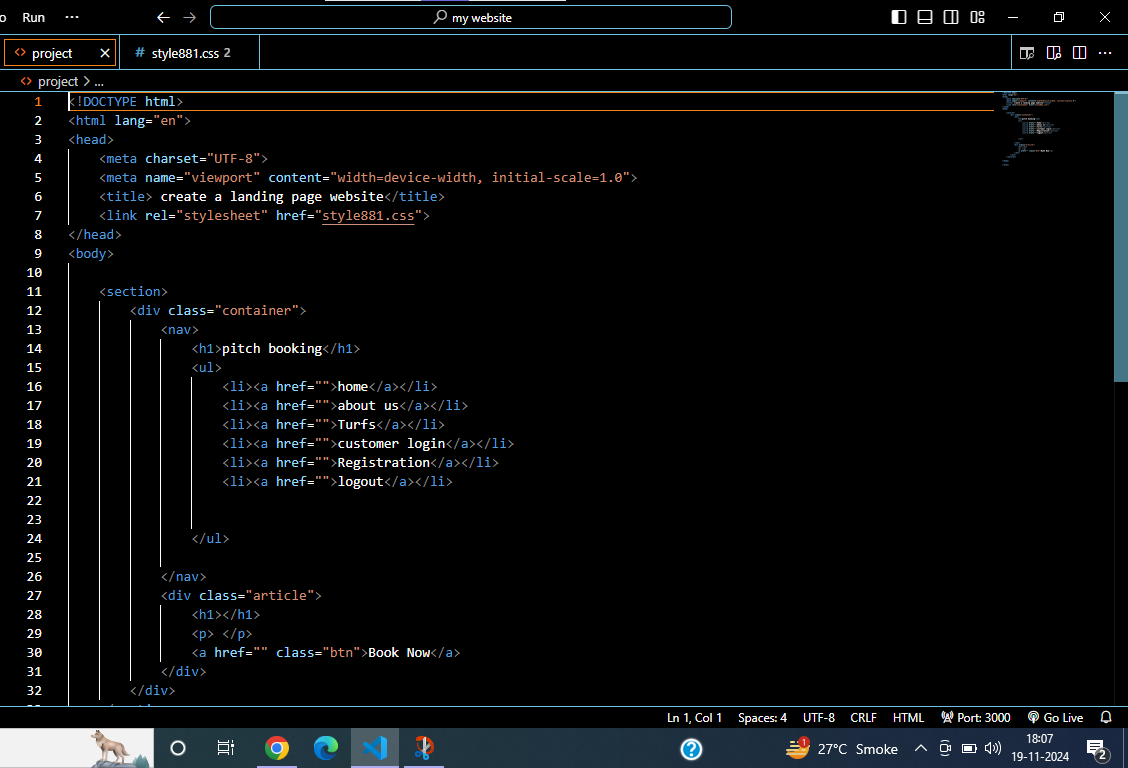 o Run ··· my website
project # style881.css 2
project > ...
1 <!DOCTYPE html>
2 <html lang="en">
3 <head>
4 <meta charset="UTF-8">
5 <meta name="viewport" content="width=device-width, initial-scale=1.0">
6 <title> create a landing page website</title>
7 <link rel="stylesheet" href="style881.css">
8 </head>
9 <body>
10
11 <section>
12 <div class="container">
13 <nav>
14 <h1>pitch booking</h1>
15 <ul>
16 <li><a href="">home</a></li>
17 <li><a href="">about us</a></li>
18 <li><a href="">Turfs</a></li>
19 <li><a href="">customer login</a></li>
20 <li><a href="">Registration</a></li>
21 <li><a href="">logout</a></li>
22
23
24 </ul>
25
26 </nav>
27 <div class="article">
28 <h1></h1>
29 <p> </p>
30 <a href="" class="btn">Book Now</a>
31 </div>
32 </div>
Ln 1, Col 1 Spaces: 4 UTF-8 CRLF HTML Port: 3000 Go Live
1 27°C Smoke 18:07
19-11-2024 2